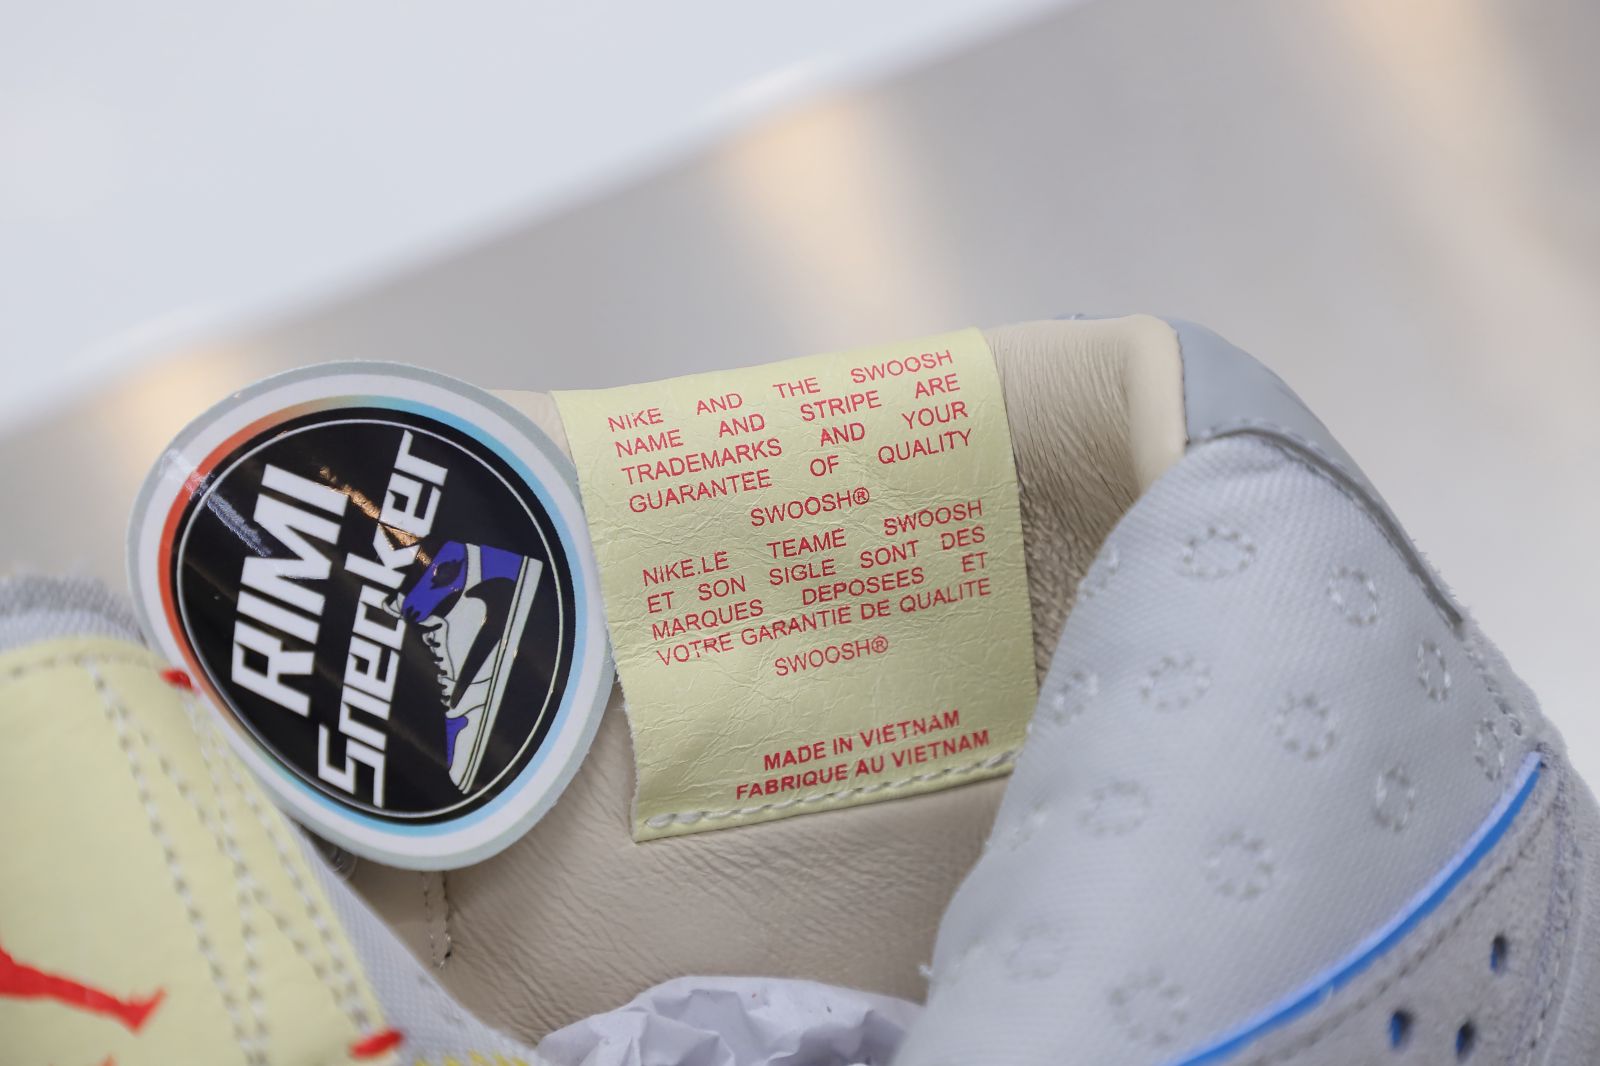 RIMI
Sneaker
NIKE AND THE SWOOSH
NAME AND STRIPE ARE
TRADEMARKS AND YOUR
GUARANTEE OF QUALITY
SWOOSH®
NIKE.LE TEAME SWOOSH
ET SON SIGLE SONT DES
MARQUES DEPOSEES ET
VOTRE GARANTIE DE QUALITE
SWOOSH®
MADE IN VIETNAM
FABRIQUE AU VIETNAM